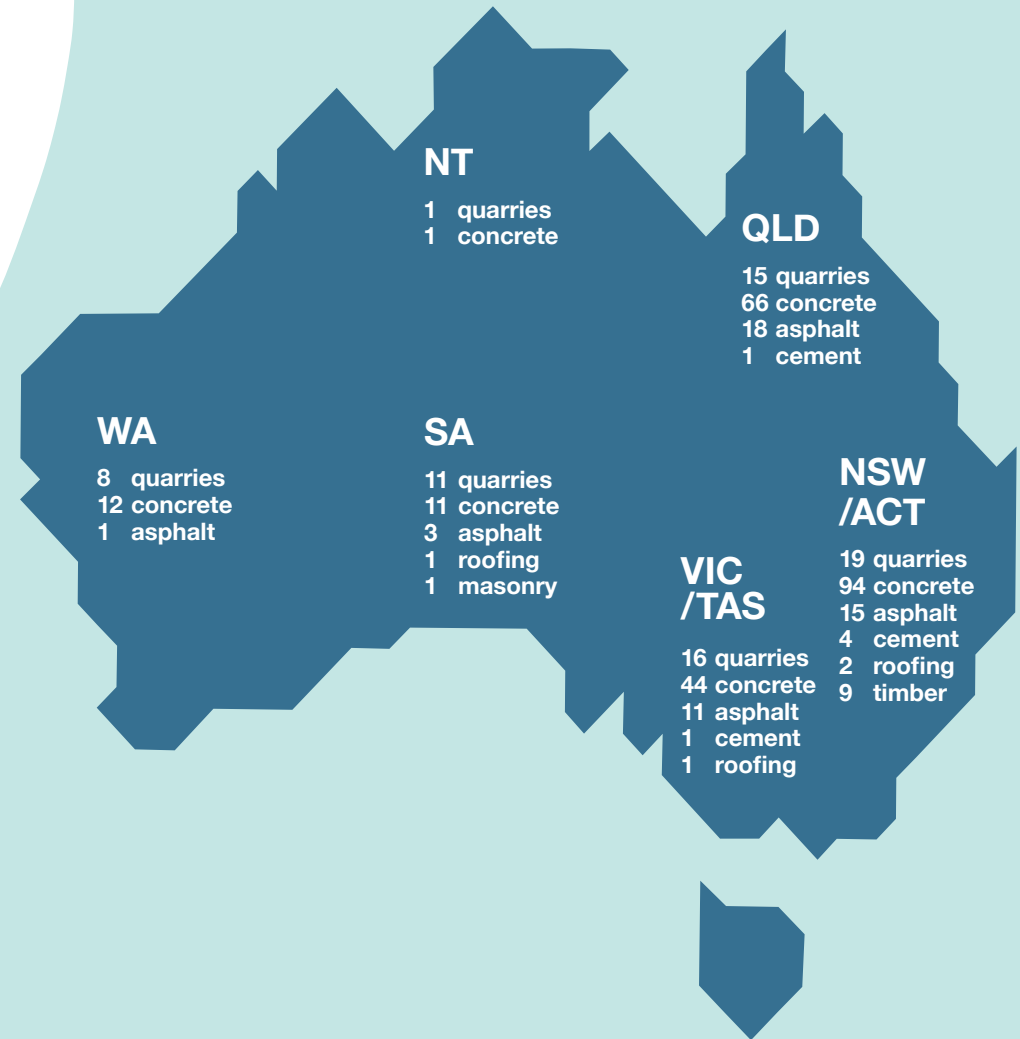 NT
1 quarries
1 concrete
QLD
15 quarries
66 concrete
18 asphalt
1 cement
WA
8 quarries
12 concrete
1 asphalt
SA
11 quarries
11 concrete
3 asphalt
1 roofing
1 masonry
NSW
/ACT
19 quarries
94 concrete
15 asphalt
4 cement
2 roofing
9 timber
VIC
/TAS
16 quarries
44 concrete
11 asphalt
1 cement
1 roofing